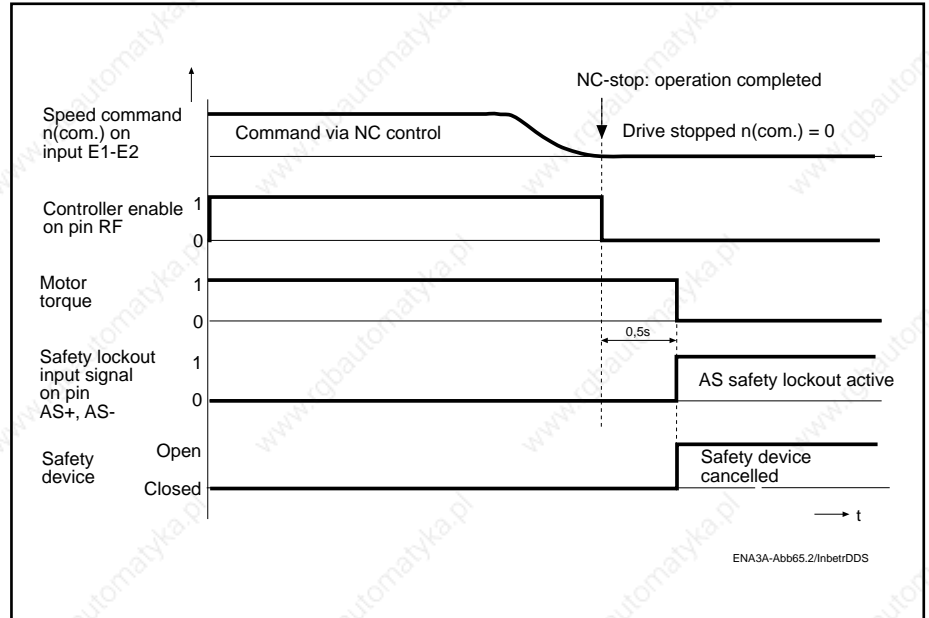 NC-stop: operation completed
Speed command
n(com.) on
input E1-E2
Command via NC control
Drive stopped n(com.) = 0
Controller enable
on pin RF
1
0
Motor
torque
1
0
0,5s
Safety lockout
input signal
on pin
AS+, AS-
1
0
AS safety lockout active
Safety
device
Open
Closed
Safety device
cancelled
t
ENA3A-Abb65.2/InbetrDDS
www.rgbautomatyka.pl